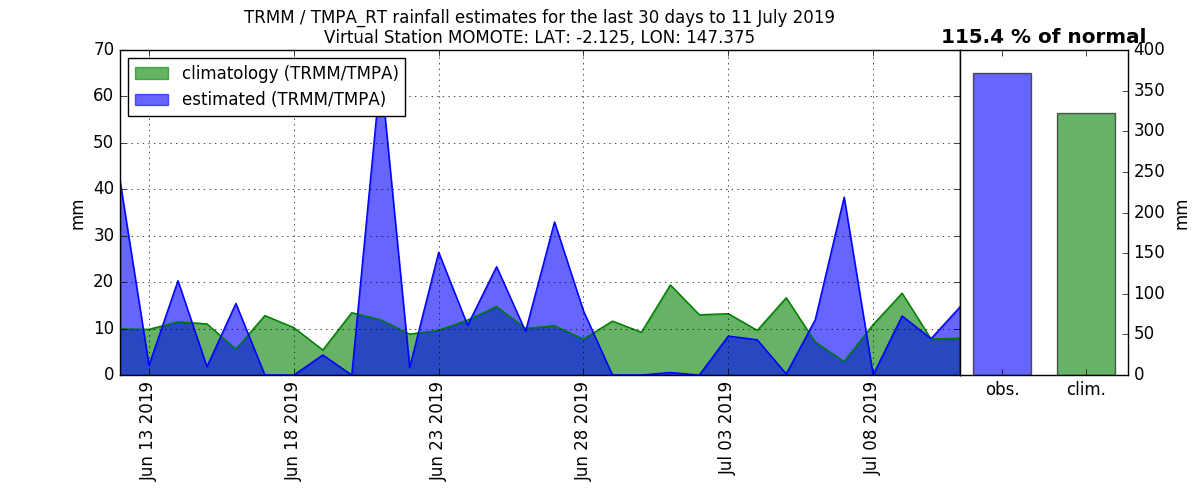 TRMM / TMPA_RT rainfall estimates for the last 30 days to 11 July 2019
Virtual Station MOMOTE: LAT: -2.125, LON: 147.375
115.4 % of normal
climatology (TRMM/TMPA)
estimated (TRMM/TMPA)
70
60
50
40
30
20
10
0
mm
Jun 13 2019
Jun 18 2019
Jun 23 2019
Jun 28 2019
Jul 03 2019
Jul 08 2019
obs.
clim.
400
350
300
250
200
150
100
50
0
mm